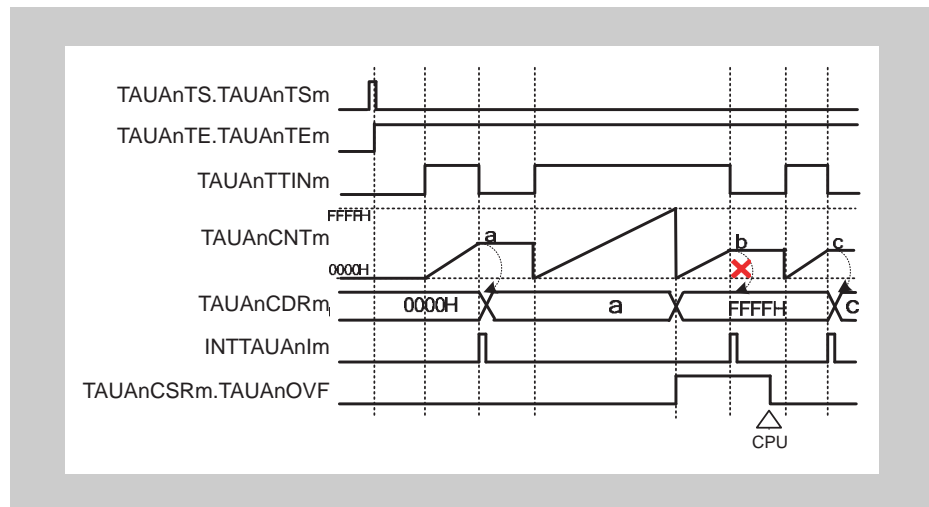 TAUAnTS.TAUAnTSm
TAUAnTE.TAUAnTEm
TAUAnTTINm
FFFFH
TAUAnCNTm
a
b
c
0000H
TAUAnCDRm
0000H
a
FFFFH
c
INTTAUAnIm
TAUAnCSRm.TAUAnOVF
CPU